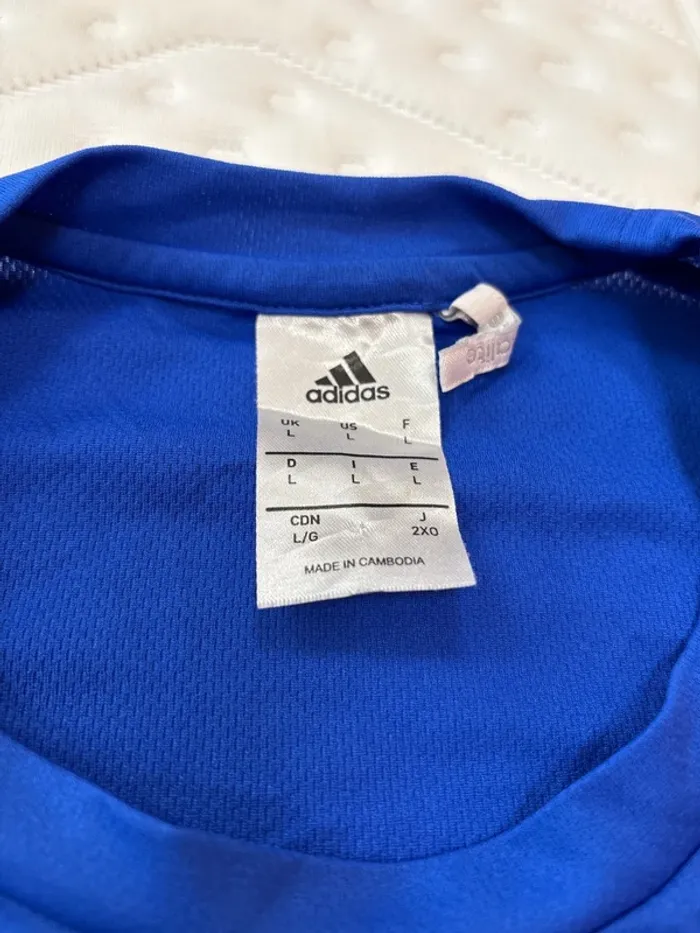 adidas
UK US F
L L L
D I E
L L L
CDN J
L/G 2XO
MADE IN CAMBODIA